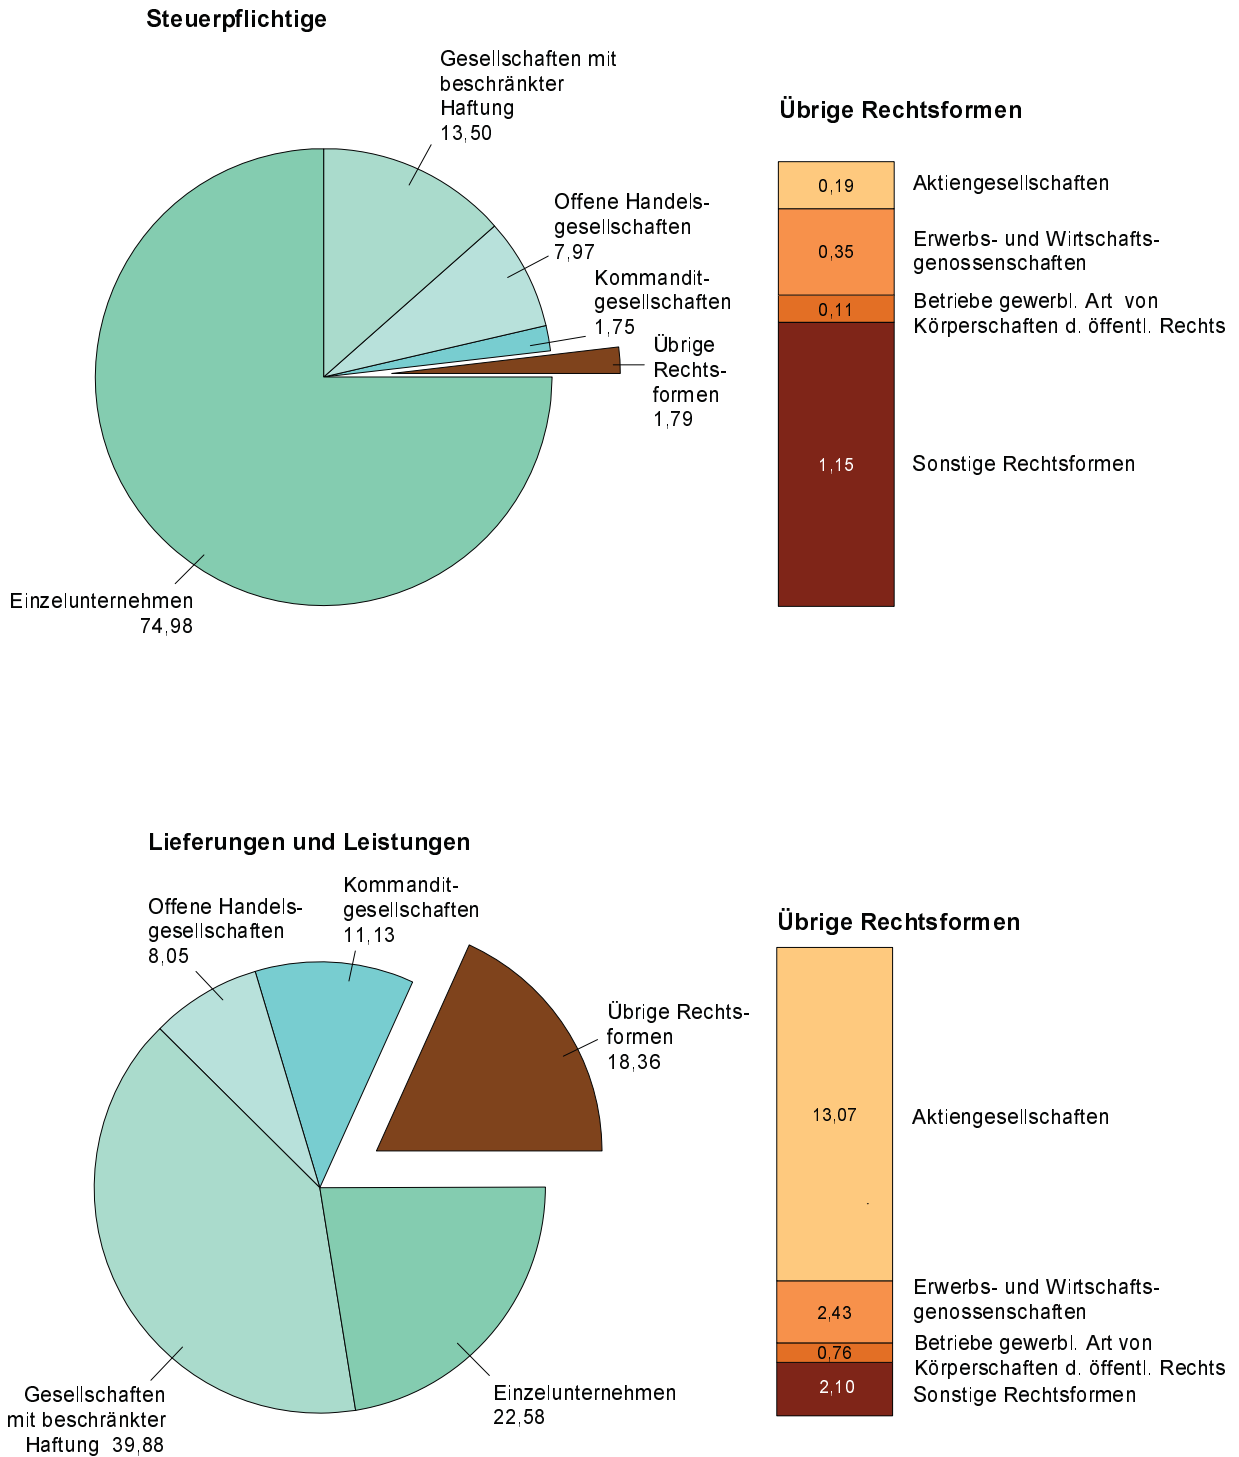 Steuerpflichtige
Gesellschaften mit
beschränkter
Haftung
13,50
Offene Handels-
gesellschaften
7,97
Kommandit-
gesellschaften
1,75
Übrige
Rechts-
formen
1,79
Einzelunternehmen
74,98
Übrige Rechtsformen
0,19
Aktiengesellschaften
0,35
Erwerbs- und Wirtschafts-
genossenschaften
0,11
Betriebe gewerbl. Art von
Körperschaften d. öffentl. Rechts
1,15
Sonstige Rechtsformen
Lieferungen und Leistungen
Offene Handels-
gesellschaften
8,05
Kommandit-
gesellschaften
11,13
Übrige Rechts-
formen
18,36
Gesellschaften
mit beschränkter
Haftung 39,88
Einzelunternehmen
22,58
Übrige Rechtsformen
13,07
Aktiengesellschaften
2,43
Erwerbs- und Wirtschafts-
genossenschaften
0,76
Betriebe gewerbl. Art von
Körperschaften d. öffentl. Rechts
2,10
Sonstige Rechtsformen